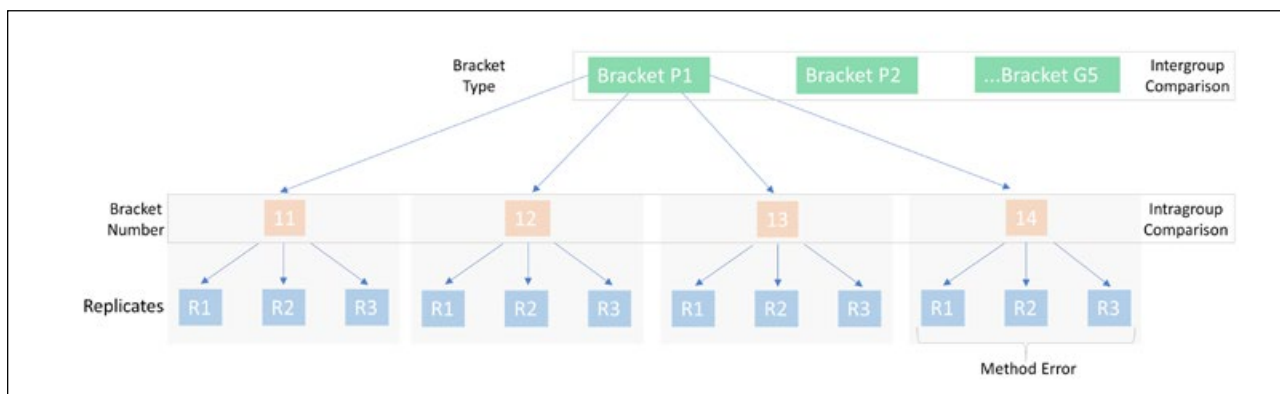 Bracket Type
Bracket P1
Bracket P2
...Bracket G5
Intergroup Comparison
Bracket Number
11
12
13
14
Intragroup Comparison
Replicates
R1
R2
R3
R1
R2
R3
R1
R2
R3
R1
R2
R3
Method Error